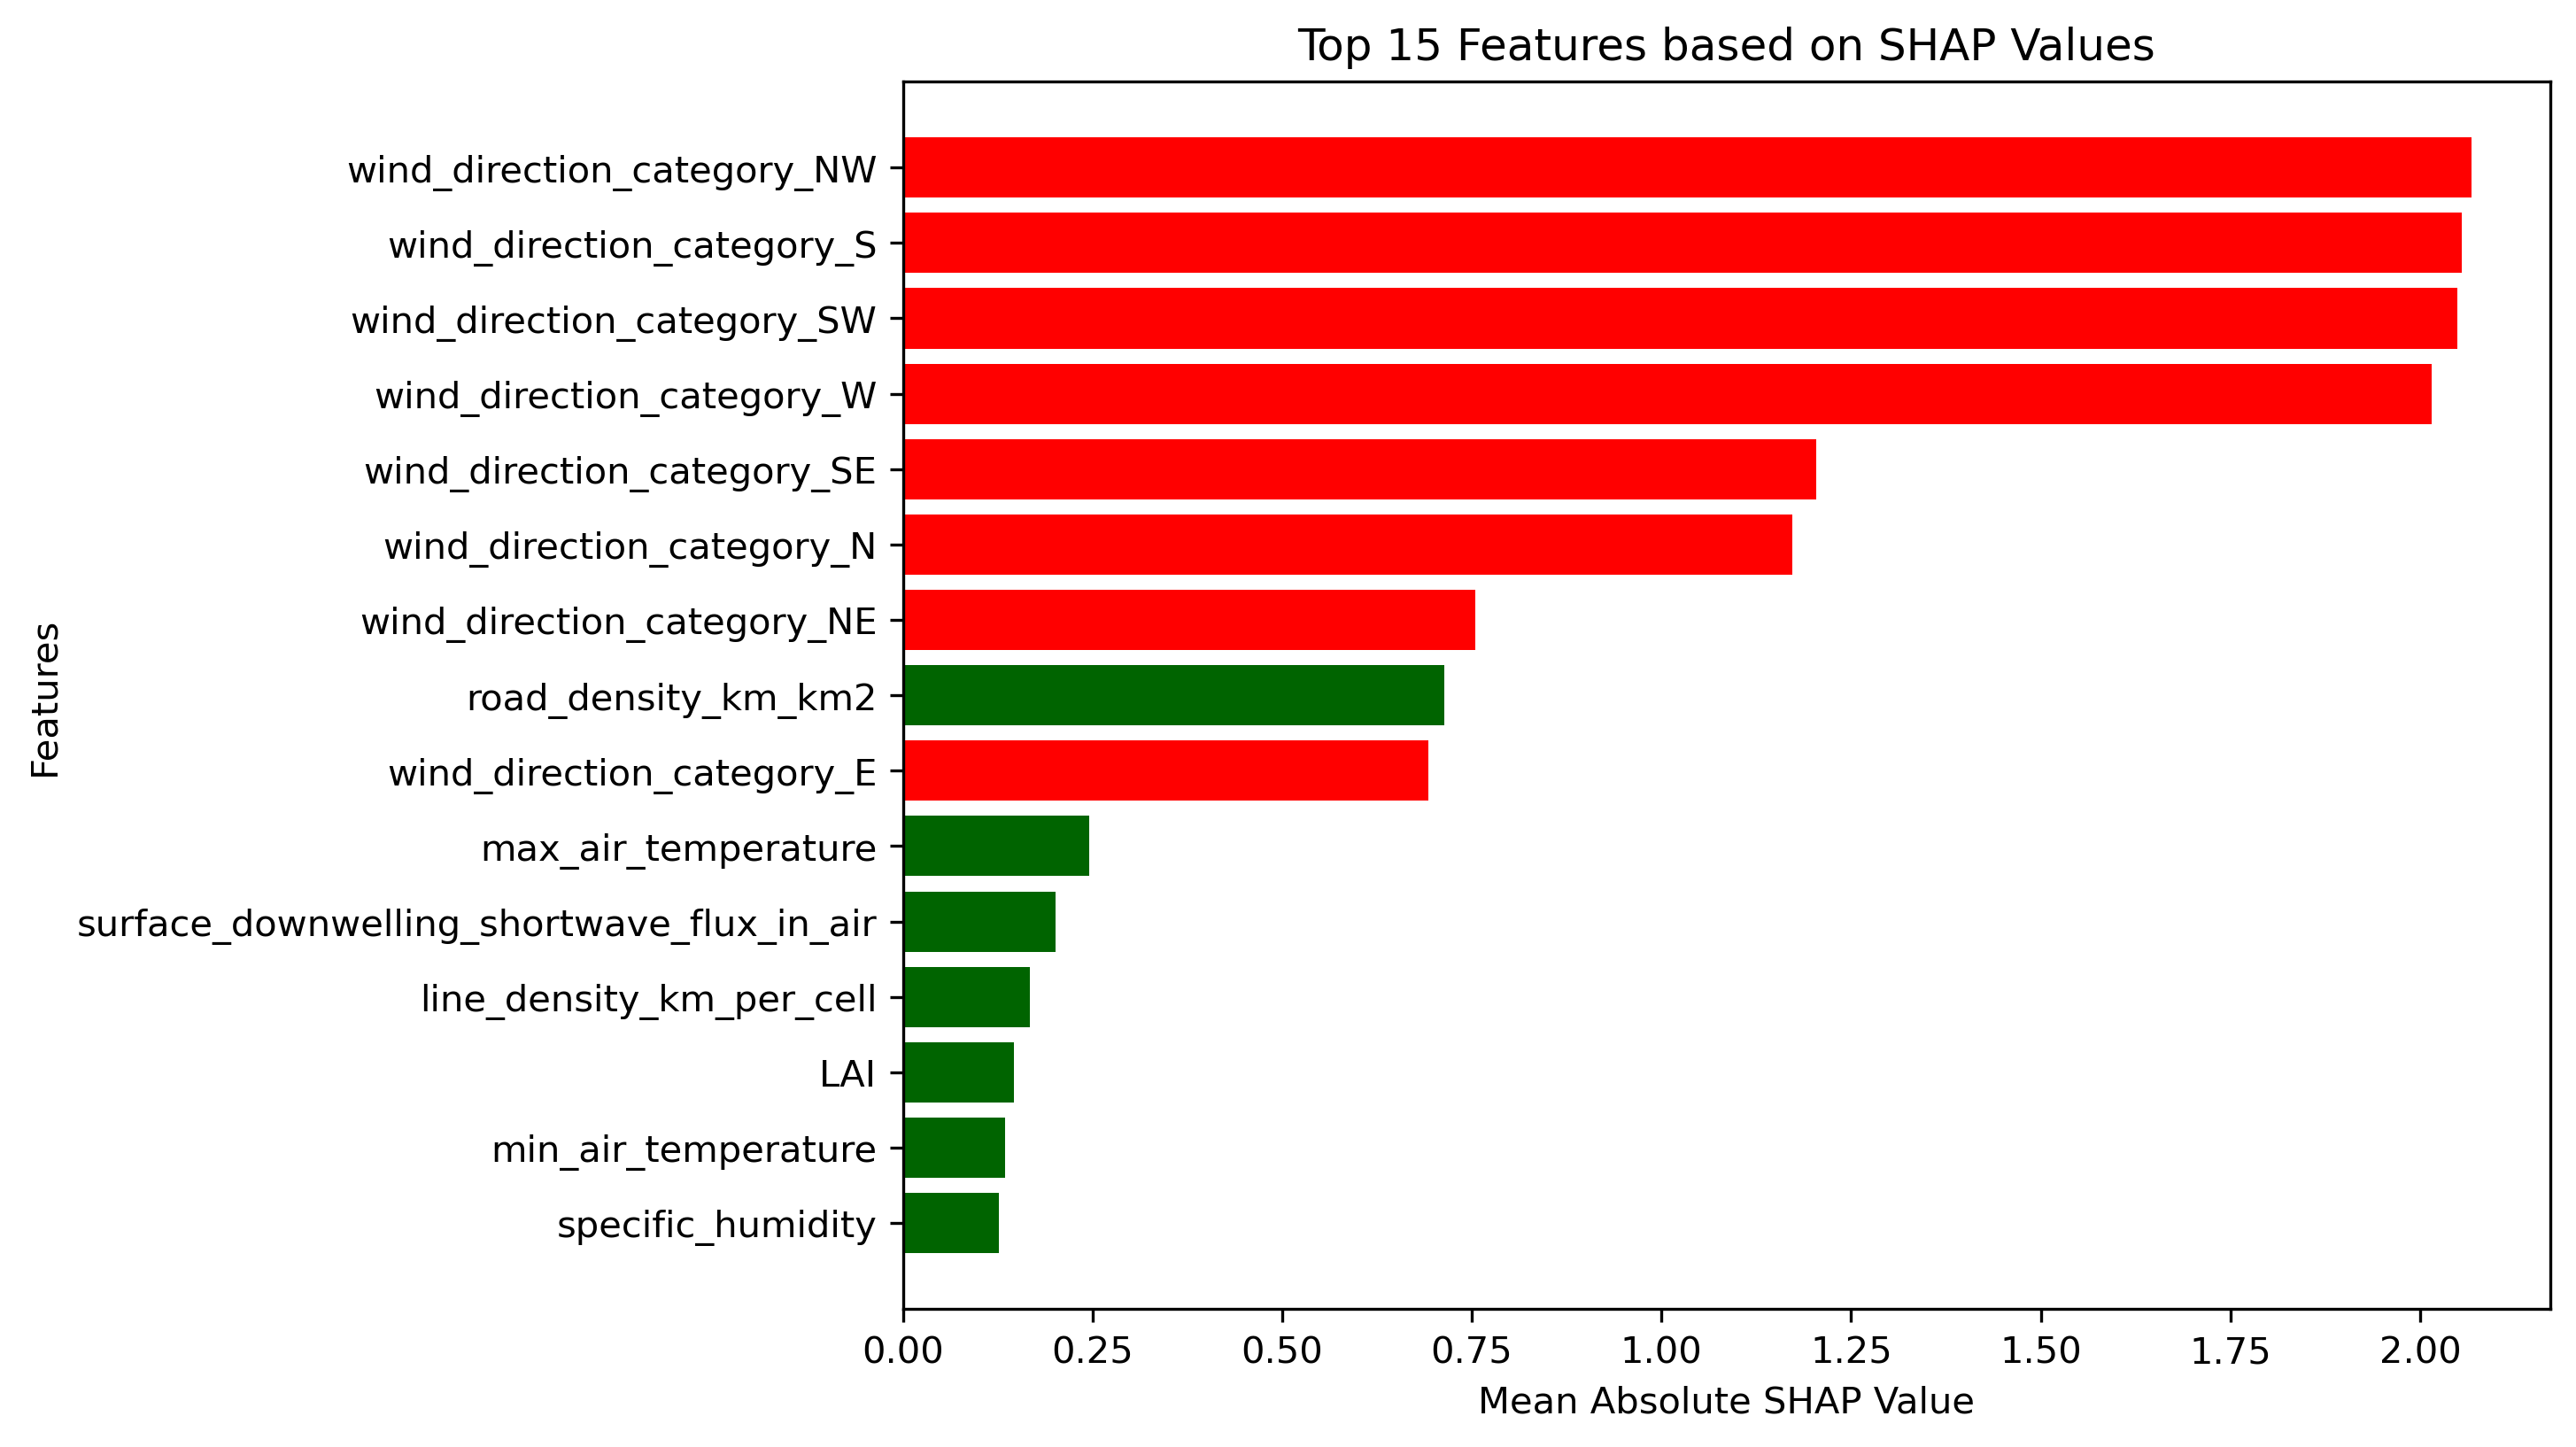 Top 15 Features based on SHAP Values
wind_direction_category_NW
wind_direction_category_S
wind_direction_category_SW
wind_direction_category_W
wind_direction_category_SE
wind_direction_category_N
wind_direction_category_NE
road_density_km_km2
wind_direction_category_E
max_air_temperature
surface_downwelling_shortwave_flux_in_air
line_density_km_per_cell
LAI
min_air_temperature
specific_humidity
Features
0.00 0.25 0.50 0.75 1.00 1.25 1.50 1.75 2.00
Mean Absolute SHAP Value